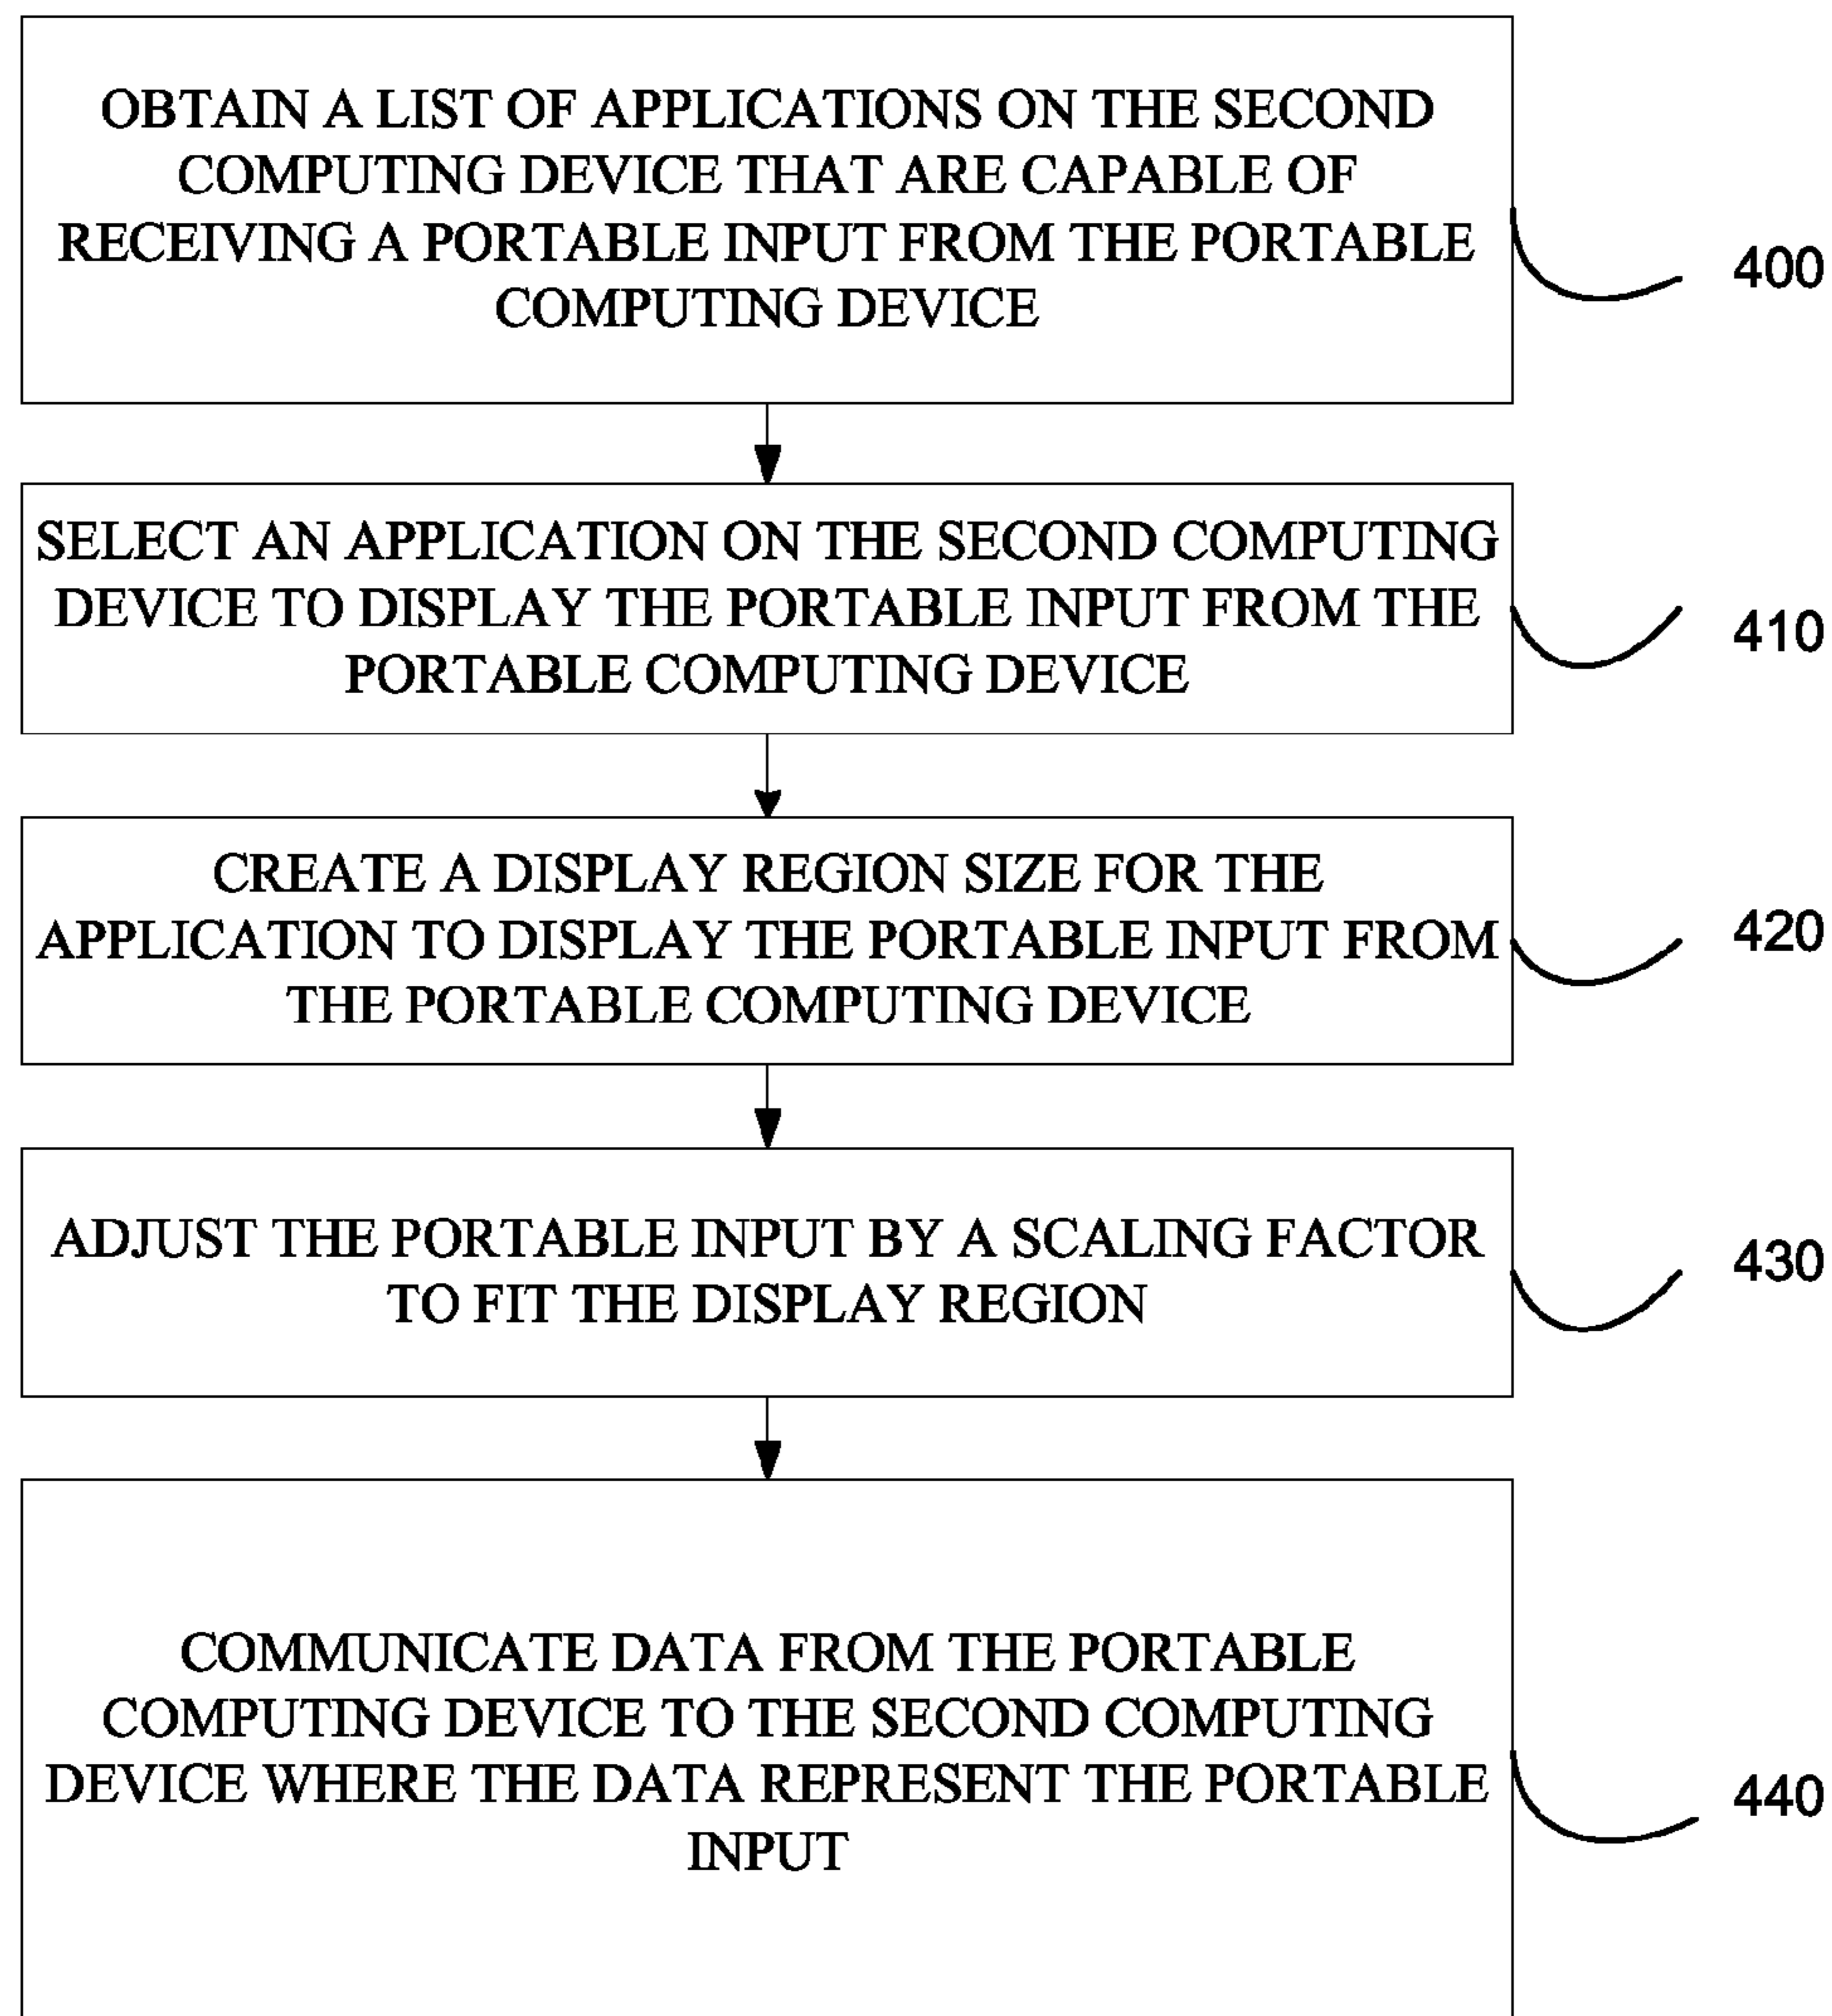 OBTAIN A LIST OF APPLICATIONS ON THE SECOND
COMPUTING DEVICE THAT ARE CAPABLE OF
RECEIVING A PORTABLE INPUT FROM THE PORTABLE
COMPUTING DEVICE
400
SELECT AN APPLICATION ON THE SECOND COMPUTING
DEVICE TO DISPLAY THE PORTABLE INPUT FROM THE
PORTABLE COMPUTING DEVICE
410
CREATE A DISPLAY REGION SIZE FOR THE
APPLICATION TO DISPLAY THE PORTABLE INPUT FROM
THE PORTABLE COMPUTING DEVICE
420
ADJUST THE PORTABLE INPUT BY A SCALING FACTOR
TO FIT THE DISPLAY REGION
430
COMMUNICATE DATA FROM THE PORTABLE
COMPUTING DEVICE TO THE SECOND COMPUTING
DEVICE WHERE THE DATA REPRESENT THE PORTABLE
INPUT
440